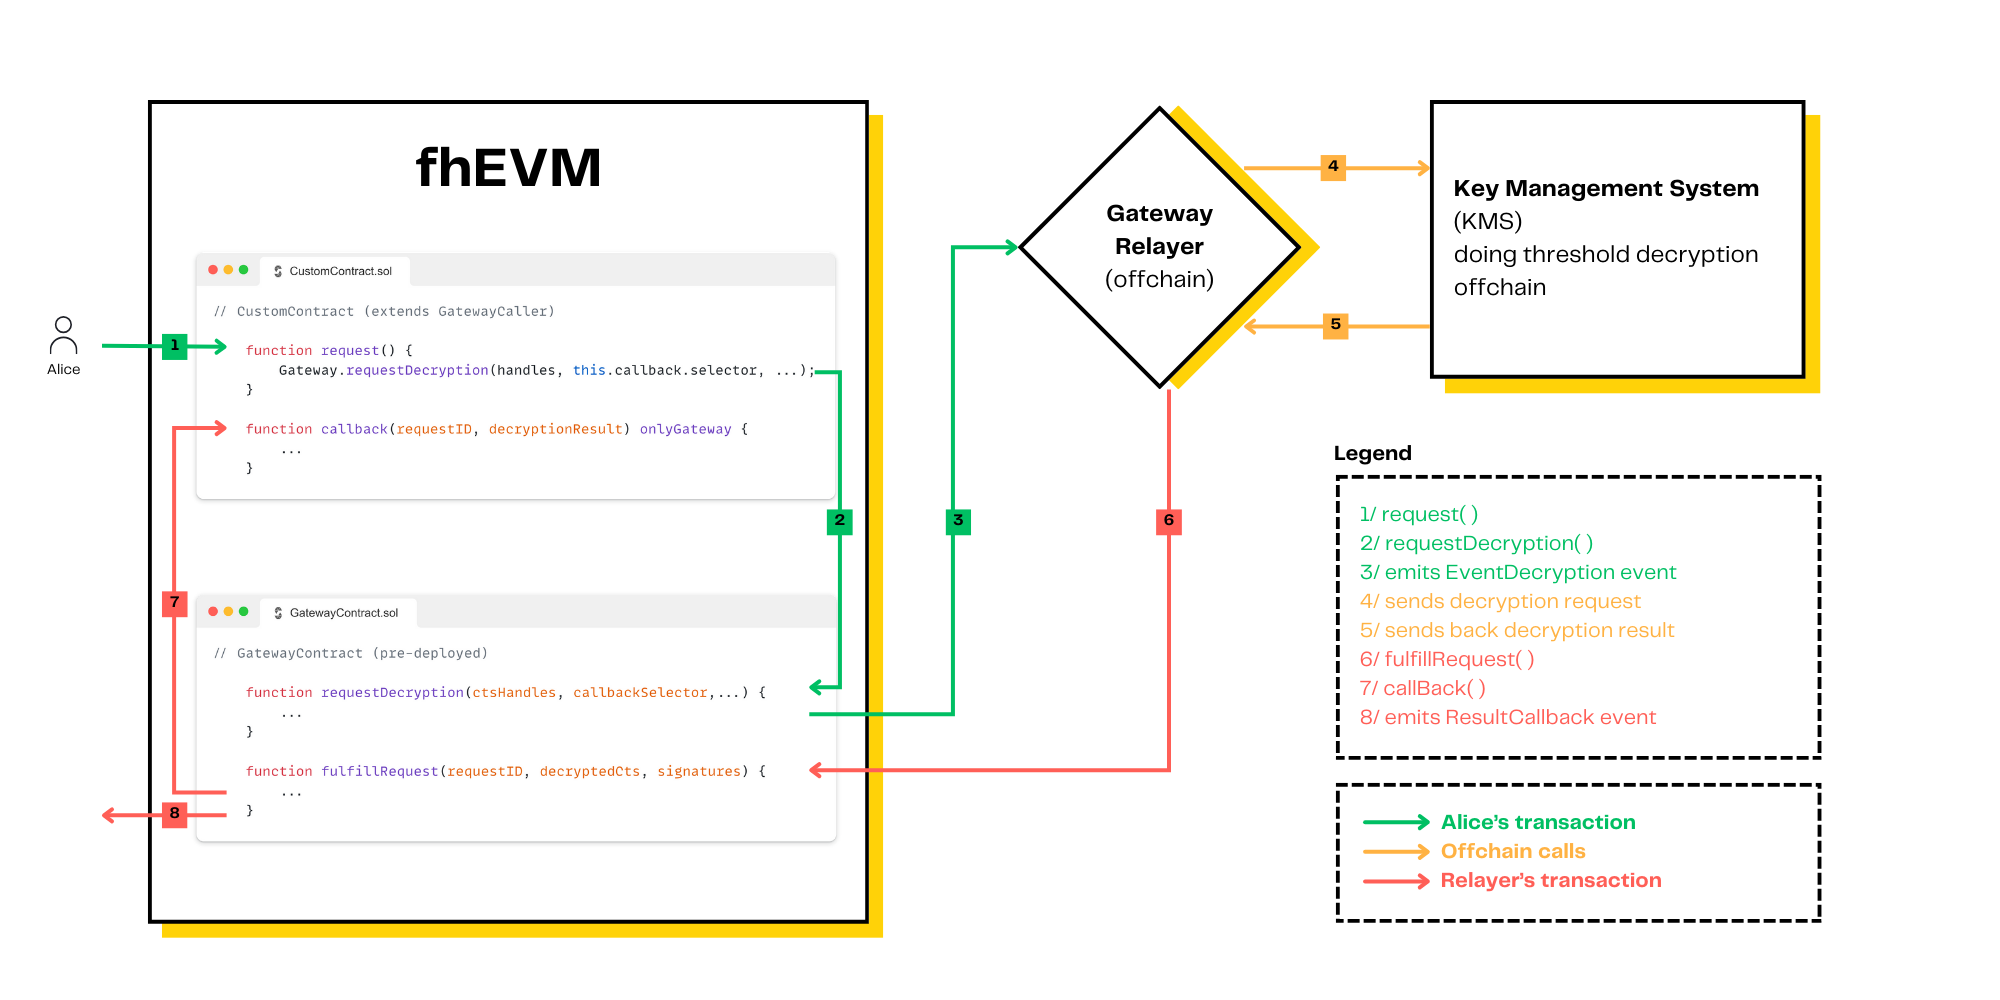 fhEVM
CustomContract.sol
// CustomContract (extends GatewayCaller)
function request() {
Gateway.requestDecryption(handles, this.callback.selector, ...);
}
function callback(requestID, decryptionResult) onlyGateway {
...
}
Alice
1
2
7
GatewayContract.sol
// GatewayContract (pre-deployed)
function requestDecryption(ctsHandles, callbackSelector,...) {
...
}
function fulfillRequest(requestID, decryptedCts, signatures) {
...
}
8
3
Gateway
Relayer
(offchain)
6
4
5
Key Management System
(KMS)
doing threshold decryption
offchain
Legend
1/ request( )
2/ requestDecryption( )
3/ emits EventDecryption event
4/ sends decryption request
5/ sends back decryption result
6/ fulfillRequest( )
7/ callBack( )
8/ emits ResultCallback event
Alice’s transaction
Offchain calls
Relayer’s transaction